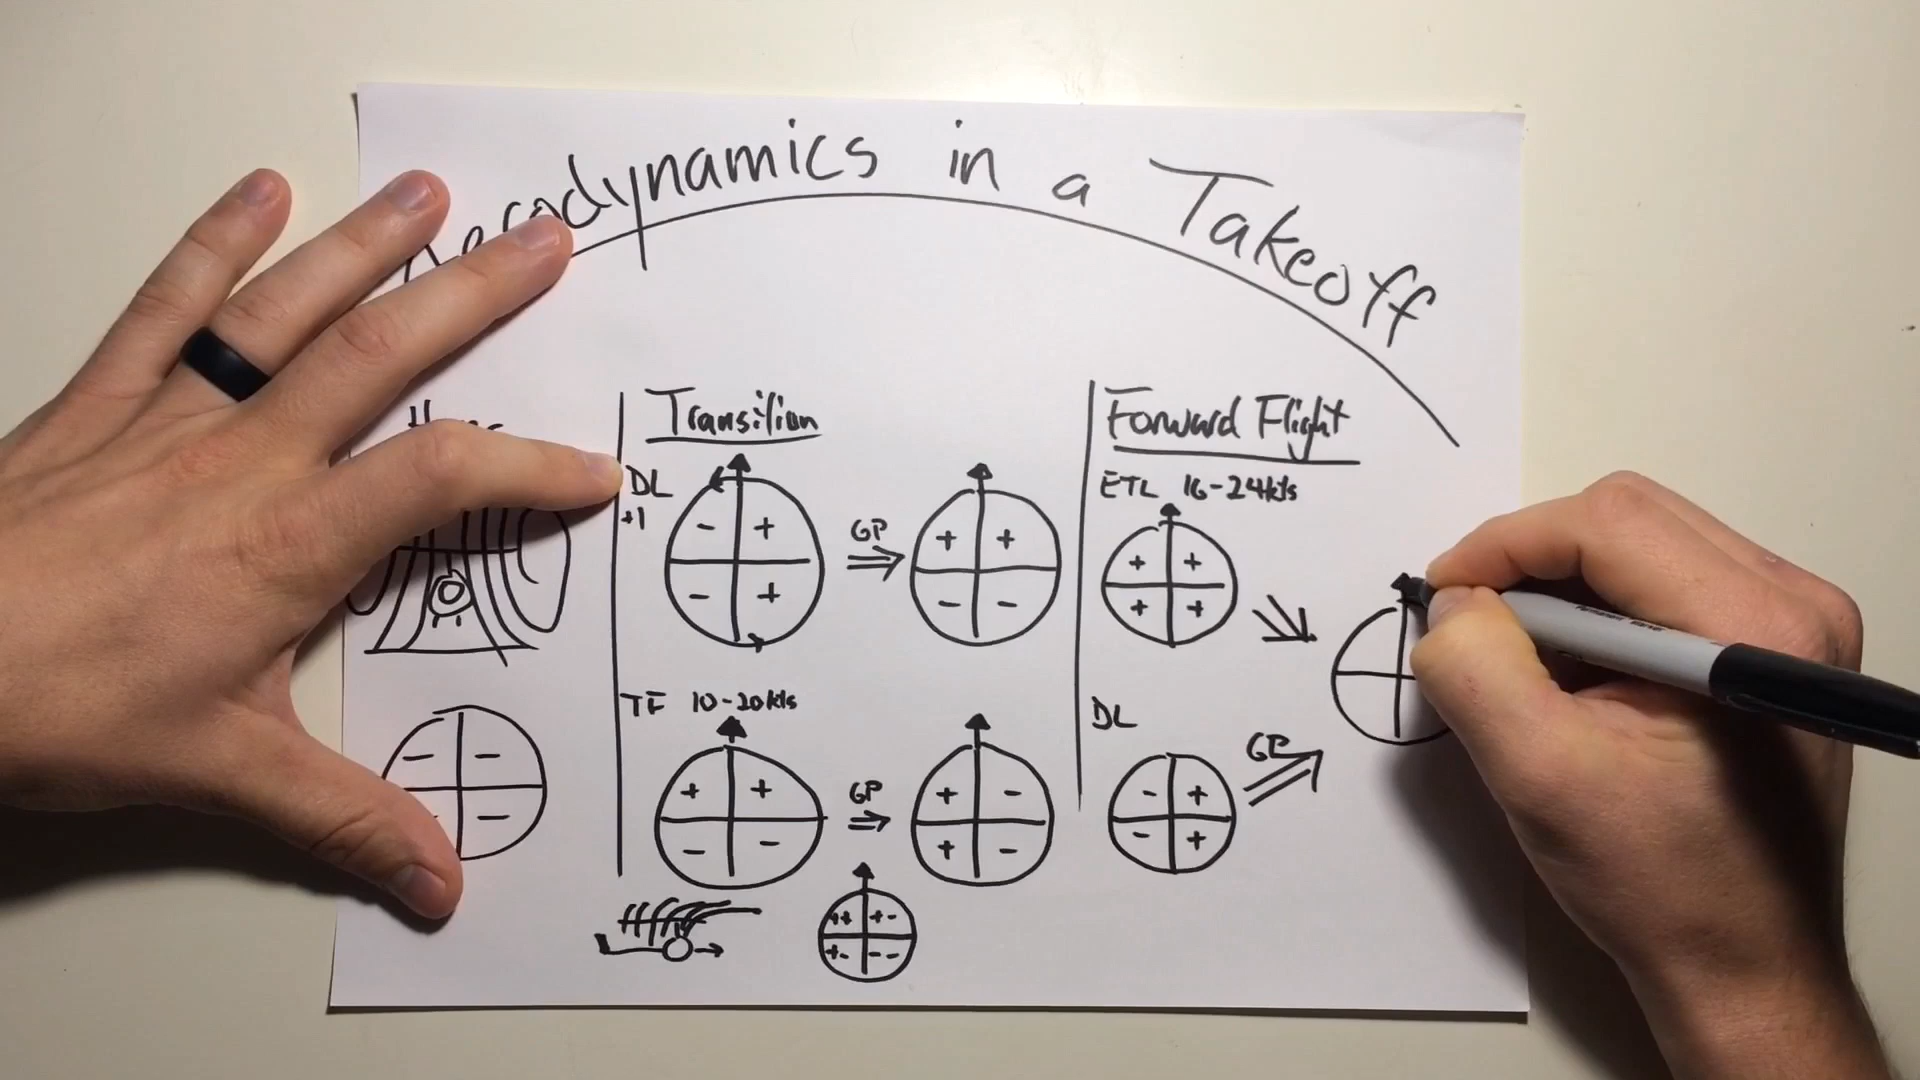 Aerodynamics in a Takeoff
Transition
DL
+1
- +
- +
GP
+ +
- -
TF 10-20kts
+ +
- -
GP
+ -
+ -
++ +-
+- --
Forward Flight
ETL 16-24kts
+ +
+ +
DL
- +
- +
GP
- -
- -